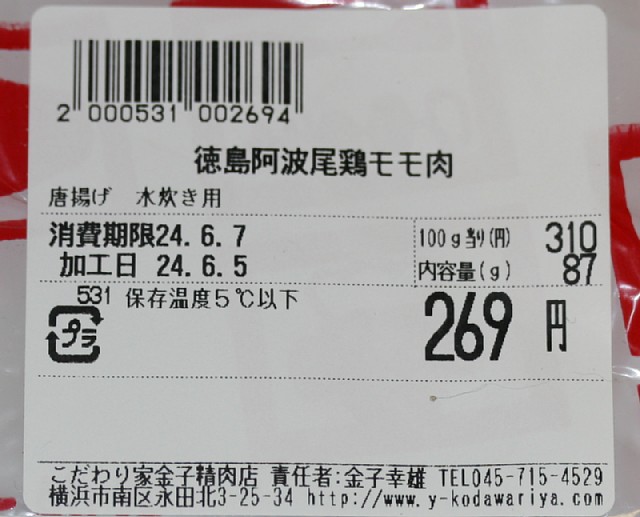 2 000531 002694
徳島阿波尾鶏モモ肉
唐揚げ 水炊き用
消費期限24.6.7
加工日 24.6.5
100g当り(円) 310
内容量(g) 87
531 保存温度5℃以下
プラ
269 円
こだわり家金子精肉店 責任者:金子幸雄 TEL045-715-4529
横浜市南区永田北3-25-34 http://www.y-kodawariya.com/